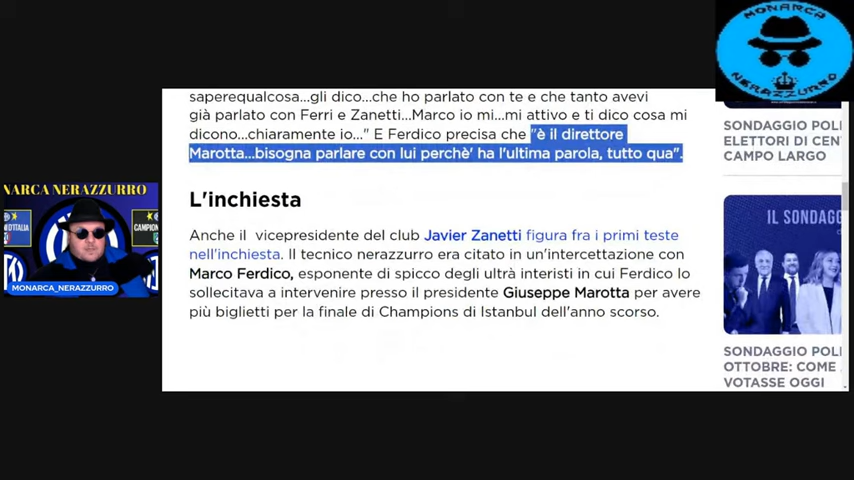 MONARCA
NERAZZURRO
saperequalcosa...gli dico...che ho parlato con te e che tanto avevi
già parlato con Ferri e Zanetti...Marco io mi...mi attivo e ti dico cosa mi
dicono...chiaramente io..." E Ferdico precisa che "è il direttore
Marotta...bisogna parlare con lui perchè' ha l'ultima parola, tutto qua".
L'inchiesta
Anche il vicepresidente del club Javier Zanetti figura fra i primi teste
nell'inchiesta. Il tecnico nerazzurro era citato in un'intercettazione con
Marco Ferdico, esponente di spicco degli ultrà interisti in cui Ferdico lo
sollecitava a intervenire presso il presidente Giuseppe Marotta per avere
più biglietti per la finale di Champions di Istanbul dell'anno scorso.
NARCA NERAZZURRO
D'ITALIA
CAMPION
MONARCA_NERAZZURRO
SONDAGGIO POLI
ELETTORI DI CEN
CAMPO LARGO
IL SONDAG
SONDAGGIO POLI
OTTOBRE: COME
VOTASSE OGGI